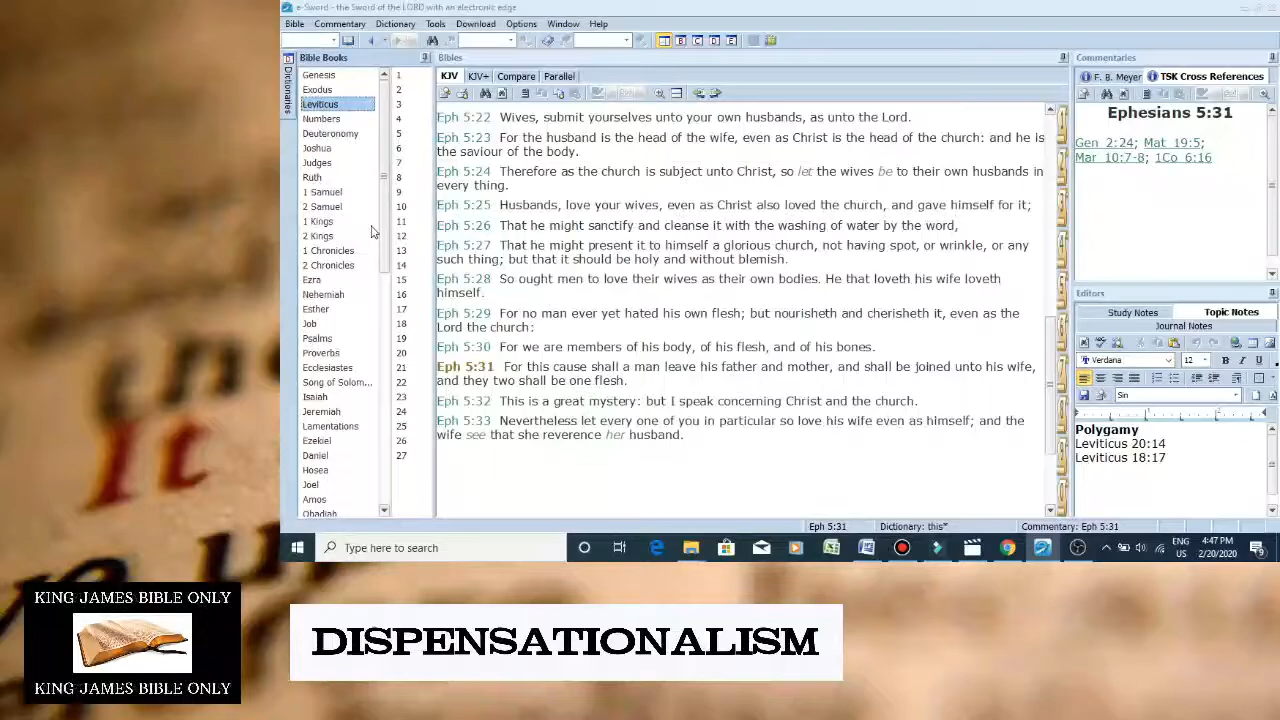 e-Sword - the Sword of the LORD with an electronic edge
Bible Commentary Dictionary Tools Download Options Window Help
B C D E
Dictionaries
Bible Books
Genesis
Exodus
Leviticus
Numbers
Deuteronomy
Joshua
Judges
Ruth
1 Samuel
2 Samuel
1 Kings
2 Kings
1 Chronicles
2 Chronicles
Ezra
Nehemiah
Esther
Job
Psalms
Proverbs
Ecclesiastes
Song of Solom...
Isaiah
Jeremiah
Lamentations
Ezekiel
Daniel
Hosea
Joel
Amos
Obadiah
1
2
3
4
5
6
7
8
9
10
11
12
13
14
15
16
17
18
19
20
21
22
23
24
25
26
27
Bibles
KJV KJV+ Compare Parallel
Eph 5:22 Wives, submit yourselves unto your own husbands, as unto the Lord.
Eph 5:23 For the husband is the head of the wife, even as Christ is the head of the church: and he is
the saviour of the body.
Eph 5:24 Therefore as the church is subject unto Christ, so let the wives be to their own husbands in
every thing.
Eph 5:25 Husbands, love your wives, even as Christ also loved the church, and gave himself for it;
Eph 5:26 That he might sanctify and cleanse it with the washing of water by the word,
Eph 5:27 That he might present it to himself a glorious church, not having spot, or wrinkle, or any
such thing; but that it should be holy and without blemish.
Eph 5:28 So ought men to love their wives as their own bodies. He that loveth his wife loveth
himself.
Eph 5:29 For no man ever yet hated his own flesh; but nourisheth and cherisheth it, even as the
Lord the church:
Eph 5:30 For we are members of his body, of his flesh, and of his bones.
Eph 5:31 For this cause shall a man leave his father and mother, and shall be joined unto his wife,
and they two shall be one flesh.
Eph 5:32 This is a great mystery: but I speak concerning Christ and the church.
Eph 5:33 Nevertheless let every one of you in particular so love his wife even as himself; and the
wife see that she reverence her husband.
Commentaries
F. B. Meyer TSK Cross References
Ephesians 5:31
Gen 2:24; Mat 19:5;
Mar 10:7-8; 1Co 6:16
Editors
Study Notes Topic Notes
Journal Notes
Verdana 12 B I U
Sin
1 2
Polygamy
Leviticus 20:14
Leviticus 18:17
Eph 5:31 Dictionary: this* Commentary: Eph 5:31
Type here to search
ENG
US
4:47 PM
2/20/2020
9
It
KING JAMES BIBLE ONLY
KING JAMES BIBLE ONLY
DISPENSATIONALISM